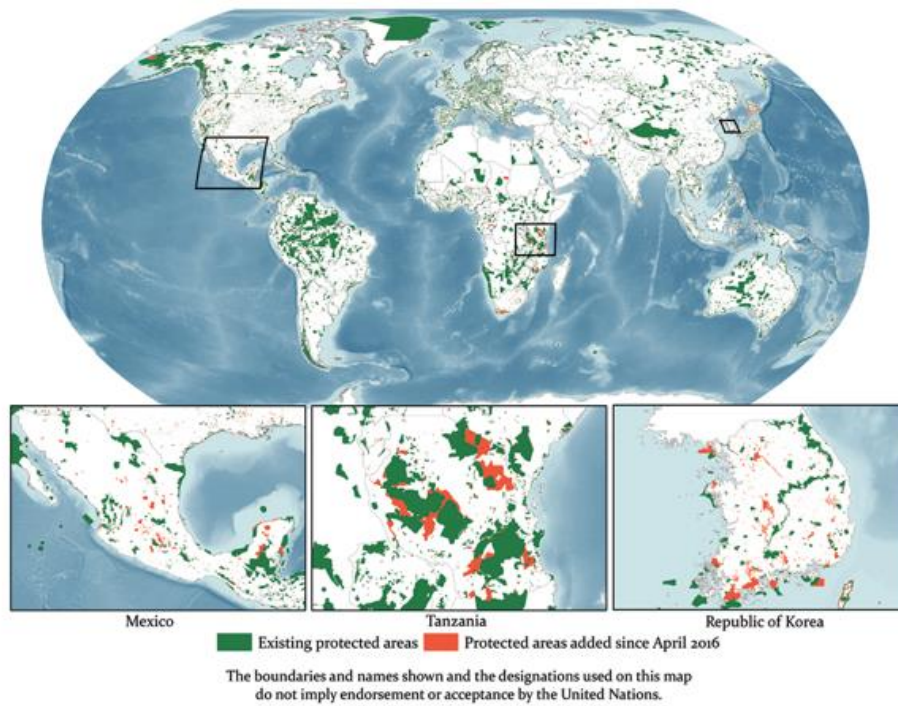 Mexico
Tanzania
Republic of Korea
Existing protected areas
Protected areas added since April 2016
The boundaries and names shown and the designations used on this map
do not imply endorsement or acceptance by the United Nations.